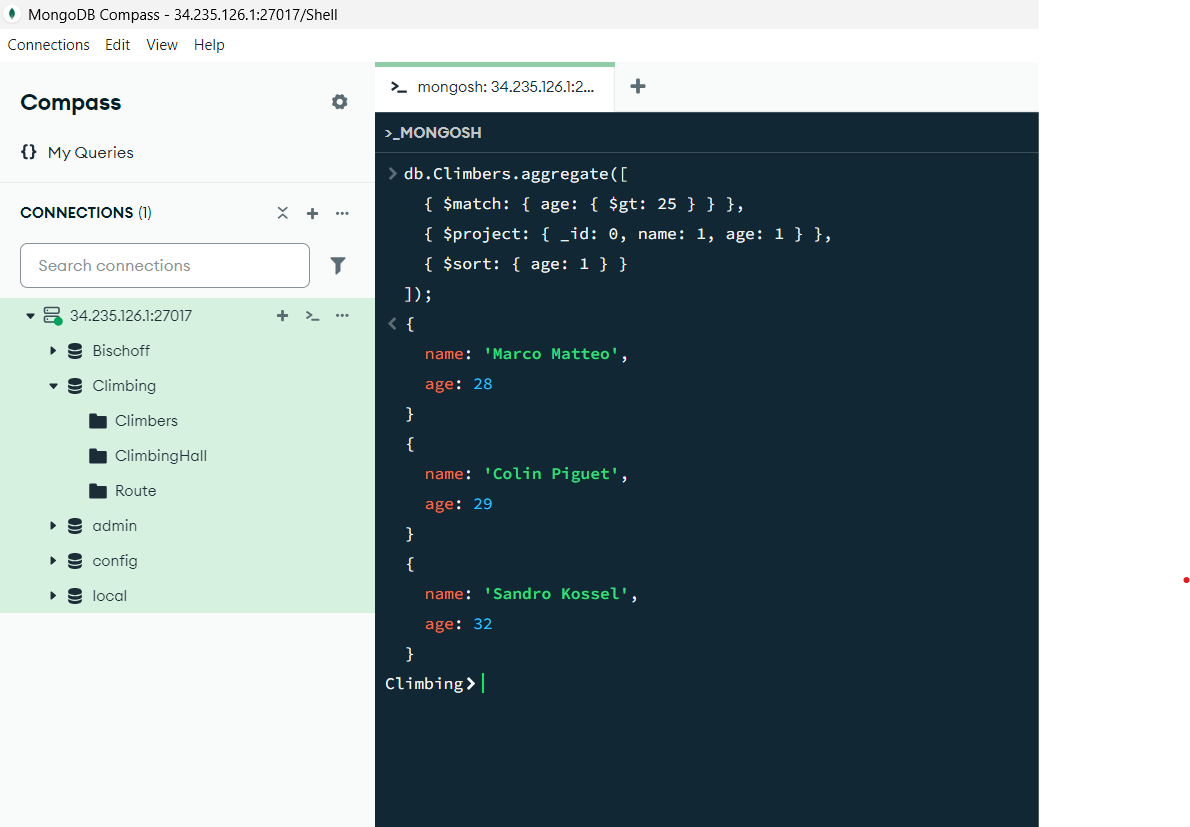 MongoDB Compass - 34.235.126.1:27017/Shell
Connections Edit View Help
Compass
{} My Queries
CONNECTIONS (1)
Search connections
34.235.126.1:27017
Bischoff
Climbing
Climbers
ClimbingHall
Route
admin
config
local
>_ mongosh: 34.235.126.1:2...
>_MONGOSH
> db.Climbers.aggregate([
{ $match: { age: { $gt: 25 } } },
{ $project: { _id: 0, name: 1, age: 1 } },
{ $sort: { age: 1 } }
]);
< {
name: 'Marco Matteo',
age: 28
}
{
name: 'Colin Piguet',
age: 29
}
{
name: 'Sandro Kossel',
age: 32
}
Climbing>